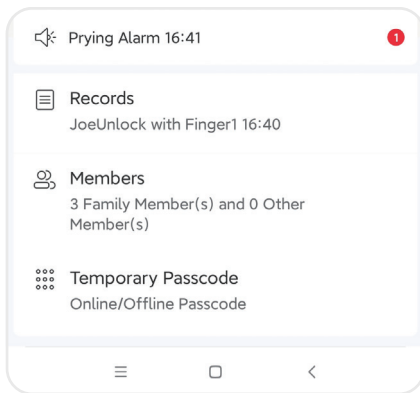 Prying Alarm 16:41
1
Records
JoeUnlock with Finger1 16:40
Members
3 Family Member(s) and 0 Other
Member(s)
Temporary Passcode
Online/Offline Passcode